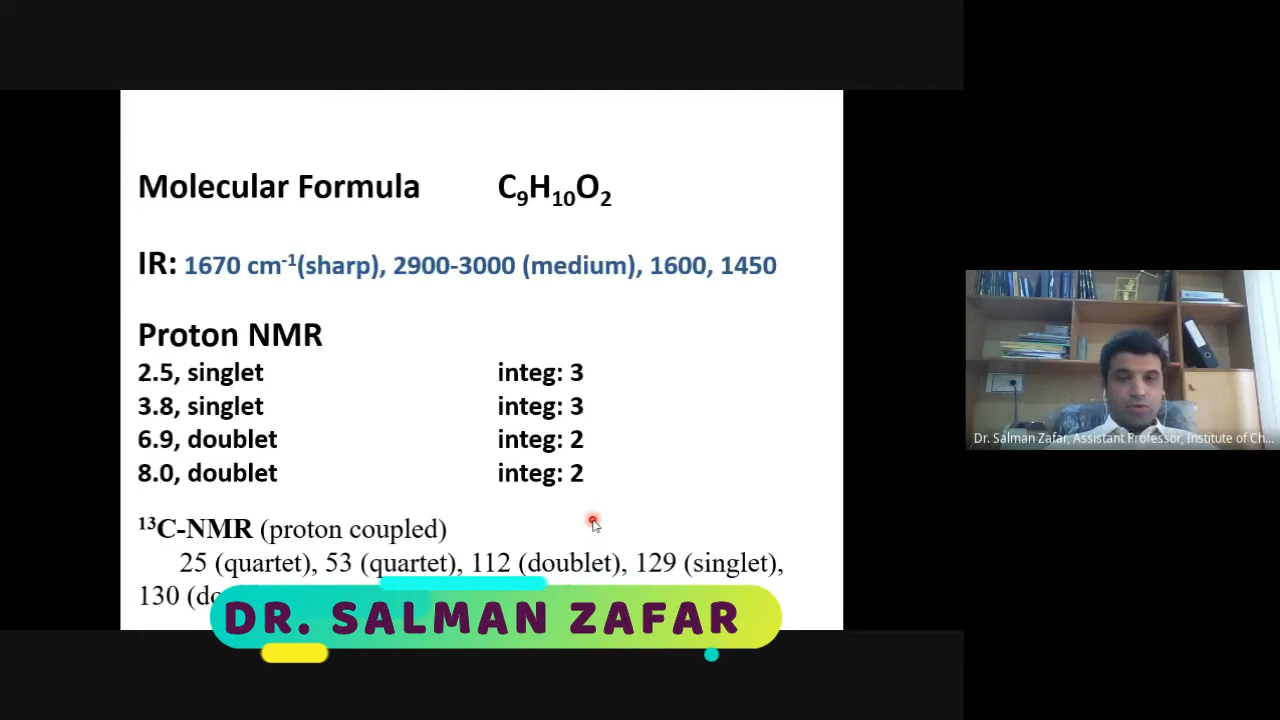 Molecular Formula C₉H₁₀O₂
IR: 1670 cm⁻¹(sharp), 2900-3000 (medium), 1600, 1450
Proton NMR
2.5, singlet integ: 3
3.8, singlet integ: 3
6.9, doublet integ: 2
8.0, doublet integ: 2
¹³C-NMR (proton coupled)
25 (quartet), 53 (quartet), 112 (doublet), 129 (singlet),
130
DR. SALMAN ZAFAR
Dr. Salman Zafar, Assistant Professor, Institute of Ch...